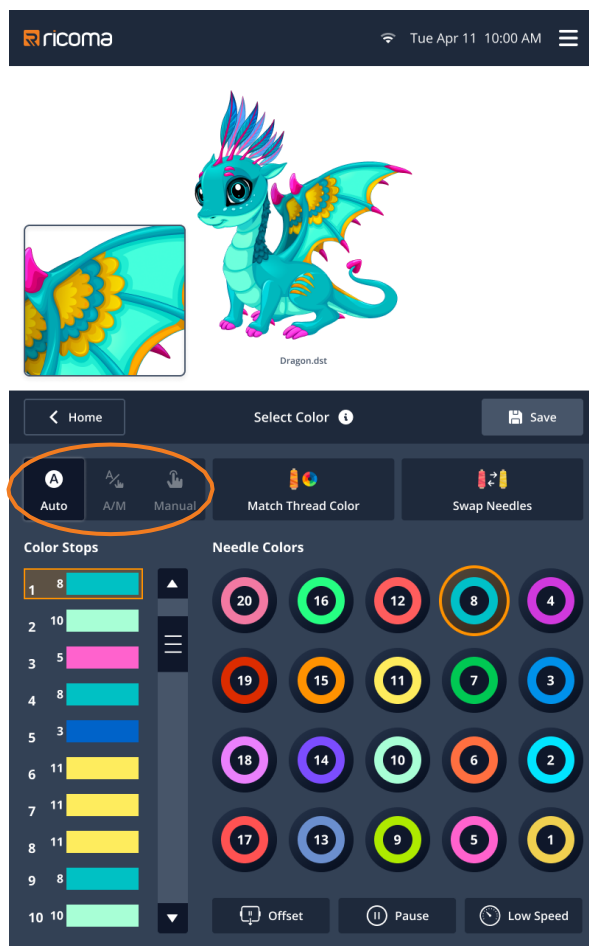 ricoma
Tue Apr 11 10:00 AM
Dragon.dst
Home
Select Color
i
Save
A
Auto
A/M
Manual
Match Thread Color
Swap Needles
Color Stops
Needle Colors
1 8
2 10
3 5
4 8
5 3
6 11
7 11
8 11
9 8
10 10
20 16 12 8 4
19 15 11 7 3
18 14 10 6 2
17 13 9 5 1
Offset
Pause
Low Speed